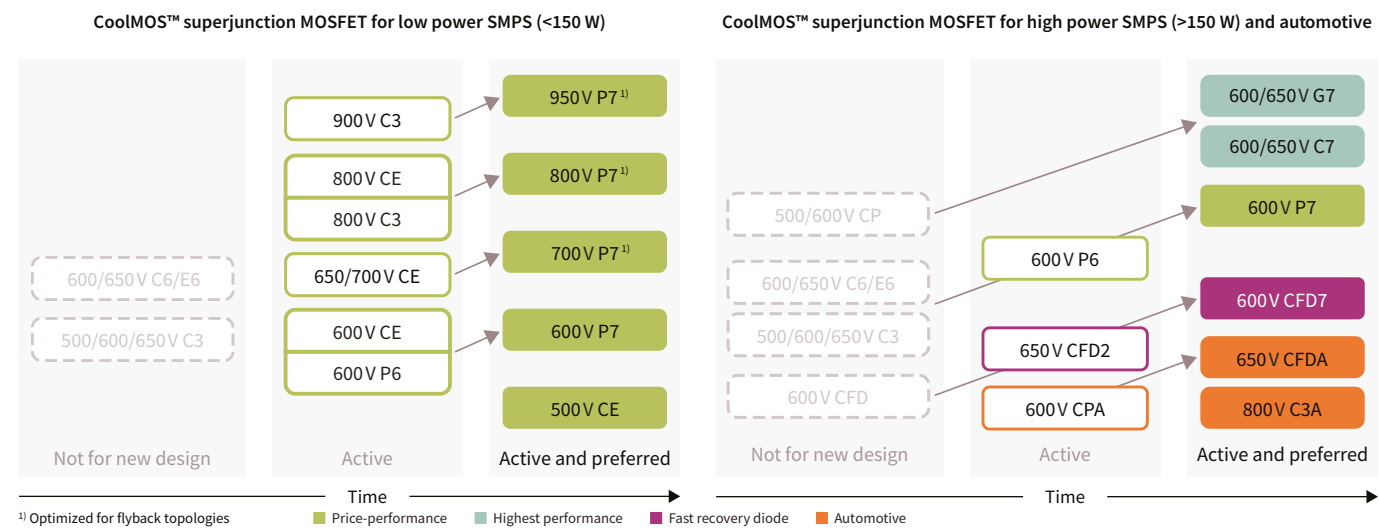 CoolMOS™ superjunction MOSFET for low power SMPS (<150 W)
900 V C3
800 V CE
800 V C3
600/650 V C6/E6
650/700 V CE
500/600/650 V C3
600 V CE
600 V P6
950 V P7 1)
800 V P7 1)
700 V P7 1)
600 V P7
500 V CE
Not for new design
Active
Active and preferred
Time
CoolMOS™ superjunction MOSFET for high power SMPS (>150 W) and automotive
500/600 V CP
600/650 V C6/E6
500/600/650 V C3
600 V CFD
600 V P6
650 V CFD2
600 V CPA
600/650 V G7
600/650 V C7
600 V P7
600 V CFD7
650 V CFDA
800 V C3A
Not for new design
Active
Active and preferred
Time
1) Optimized for flyback topologies
Price-performance
Highest performance
Fast recovery diode
Automotive